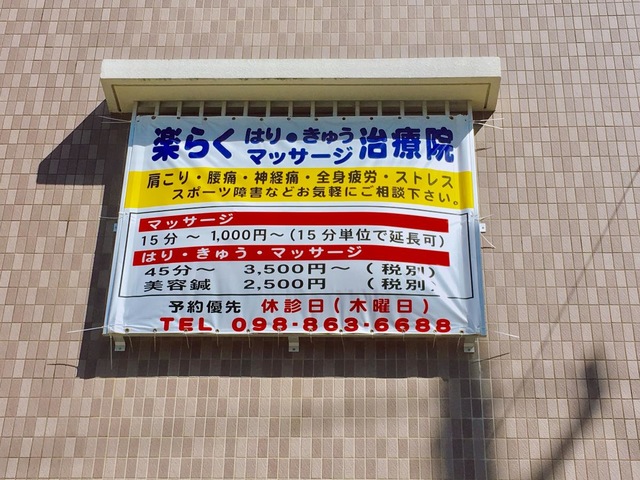 楽らく はり・きゅう マッサージ 治療院
肩こり・腰痛・神経痛・全身疲労・ストレス
スポーツ障害などお気軽にご相談下さい。
マッサージ
15分～1,000円～(15分単位で延長可)
はり・きゅう・マッサージ
45分～ 3,500円～ (税別)
美容鍼 2,500円 (税別)
予約優先 休診日(木曜日)
TEL 098-863-6688